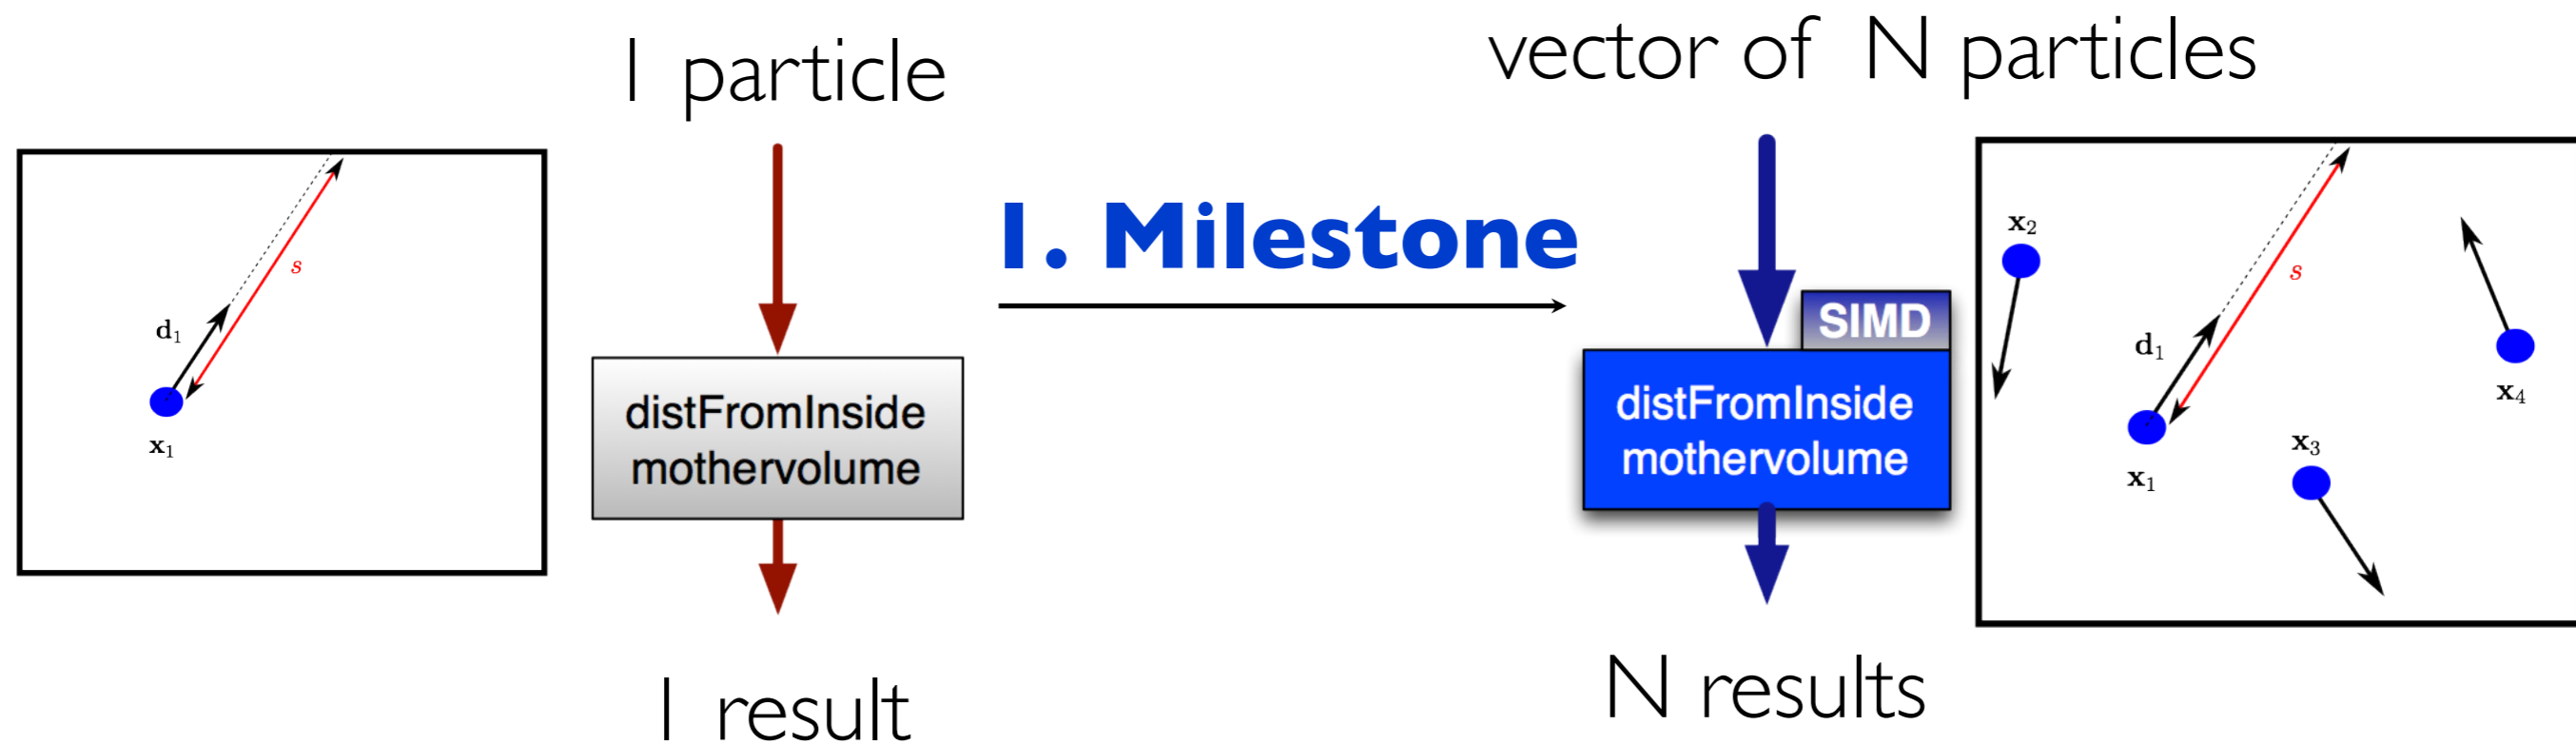 1 particle
s
d₁
x₁
distFromInside
mothervolume
1 result
1. Milestone
vector of N particles
SIMD
distFromInside
mothervolume
N results
x₂
s
d₁
x₁
x₃
x₄